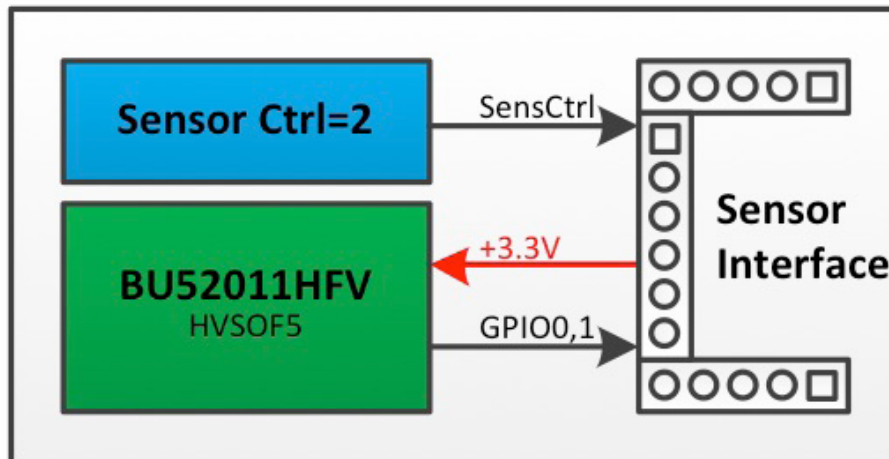 Sensor Ctrl=2
SensCtrl
BU52011HFV
HVSOF5
+3.3V
GPIO0,1
Sensor
Interface